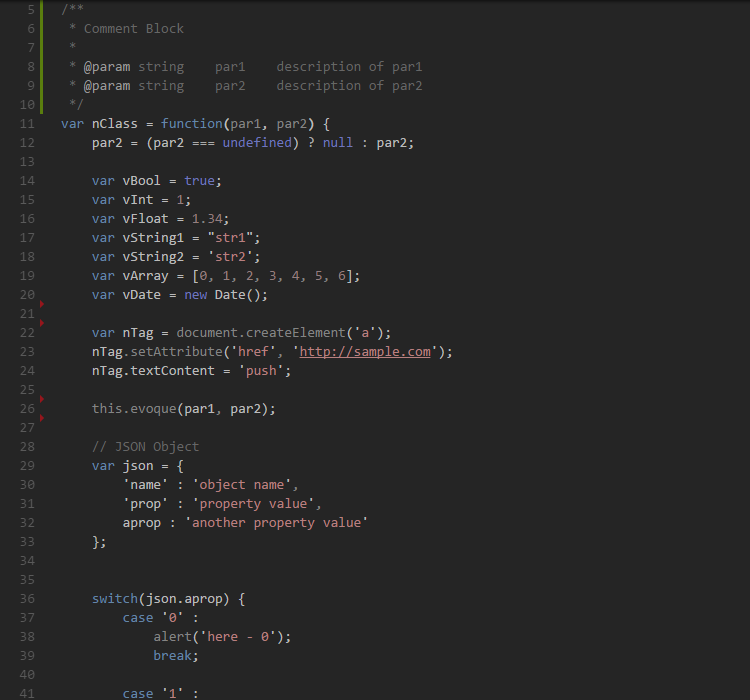 5 /**
6  * Comment Block
7  *
8  * @param string    par1    description of par1
9  * @param string    par2    description of par2
10  */
11 var nClass = function(par1, par2) {
12     par2 = (par2 === undefined) ? null : par2;
13
14     var vBool = true;
15     var vInt = 1;
16     var vFloat = 1.34;
17     var vString1 = "str1";
18     var vString2 = 'str2';
19     var vArray = [0, 1, 2, 3, 4, 5, 6];
20     var vDate = new Date();
21
22     var nTag = document.createElement('a');
23     nTag.setAttribute('href', 'http://sample.com');
24     nTag.textContent = 'push';
25
26     this.evoque(par1, par2);
27
28     // JSON Object
29     var json = {
30         'name' : 'object name',
31         'prop' : 'property value',
32         aprop : 'another property value'
33     };
34
35
36     switch(json.aprop) {
37         case '0' :
38             alert('here - 0');
39             break;
40
41         case '1' :